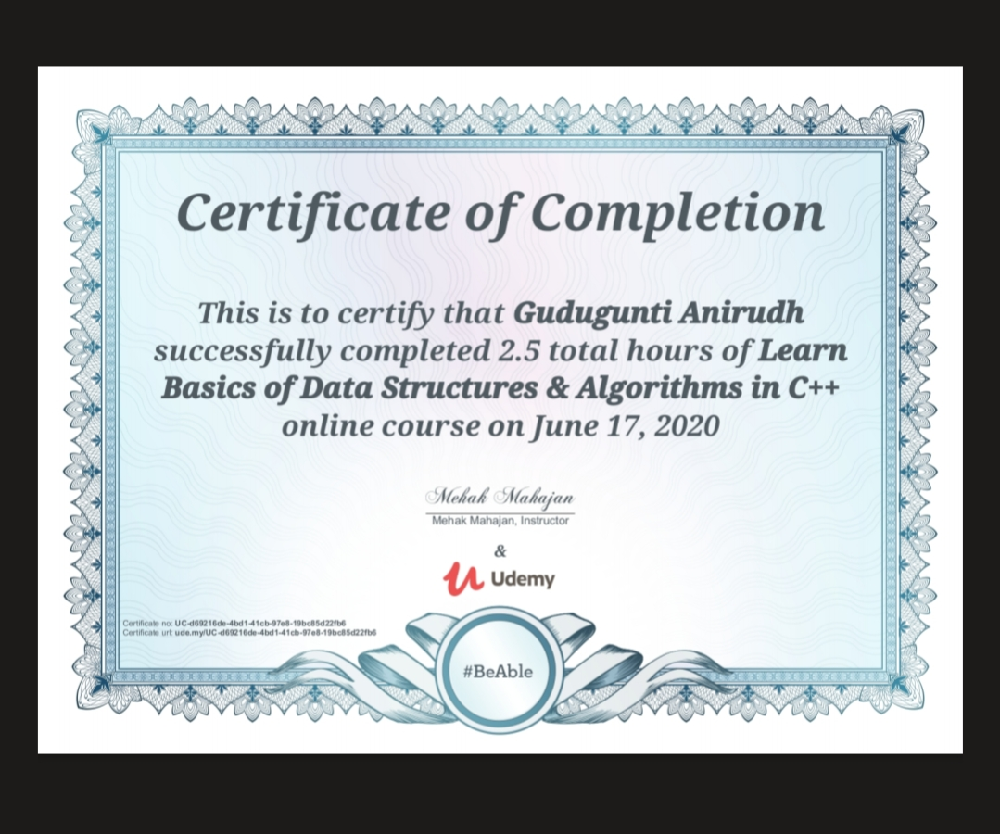 Certificate of Completion
This is to certify that Gudugunti Anirudh
successfully completed 2.5 total hours of Learn
Basics of Data Structures & Algorithms in C++
online course on June 17, 2020
Mehak Mahajan
Mehak Mahajan, Instructor
&
Udemy
Certificate no: UC-d69216de-4bd1-41cb-97e8-19bc85d22fb6
Certificate url: ude.my/UC-d69216de-4bd1-41cb-97e8-19bc85d22fb6
#BeAble